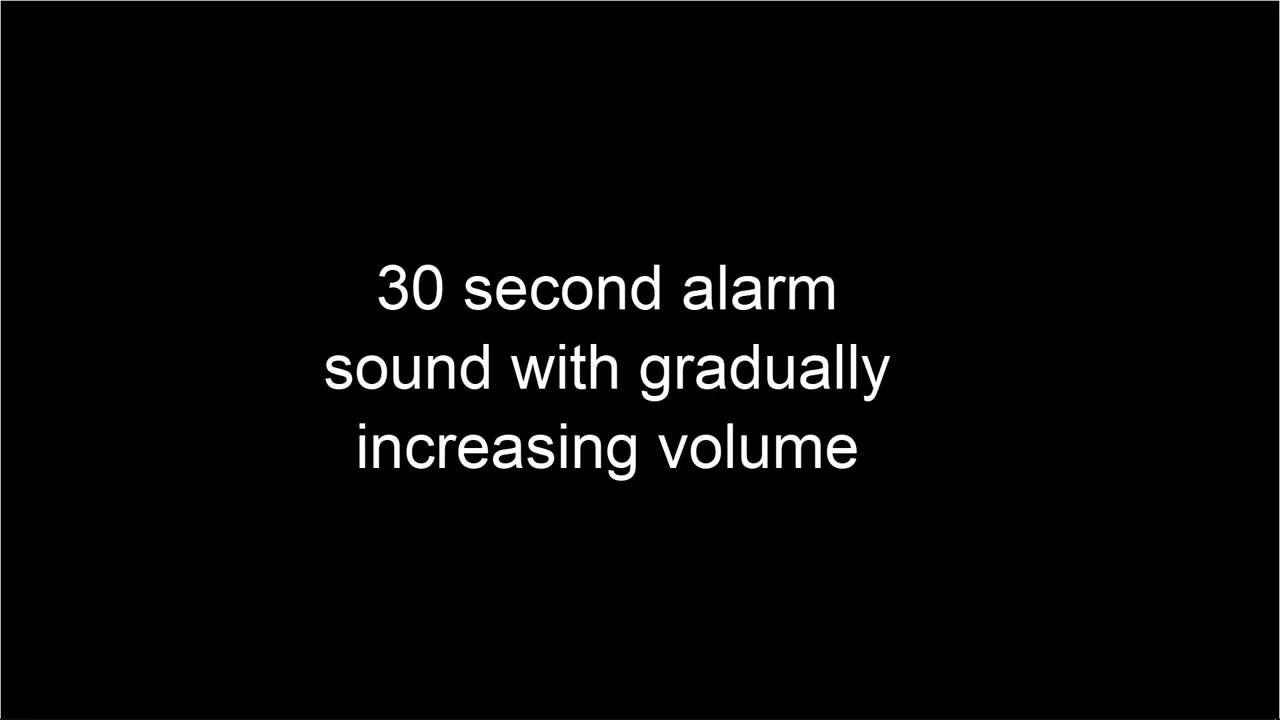 30 second alarm
sound with gradually
increasing volume